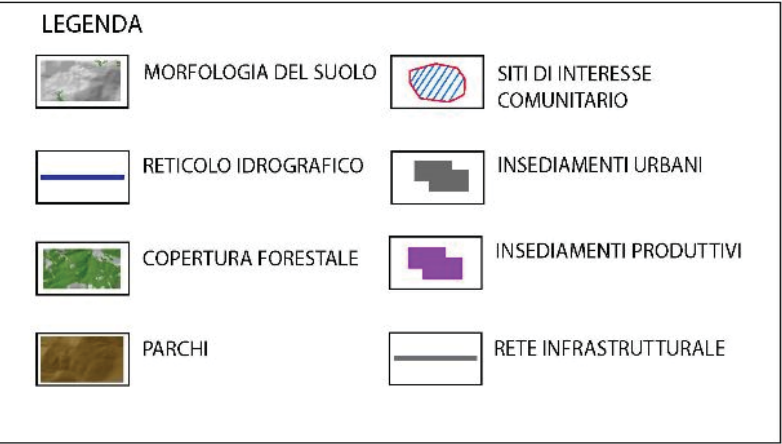 LEGENDA
MORFOLOGIA DEL SUOLO
RETICOLO IDROGRAFICO
COPERTURA FORESTALE
PARCHI
SITI DI INTERESSE
COMUNITARIO
INSEDIAMENTI URBANI
INSEDIAMENTI PRODUTTIVI
RETE INFRASTRUTTURALE